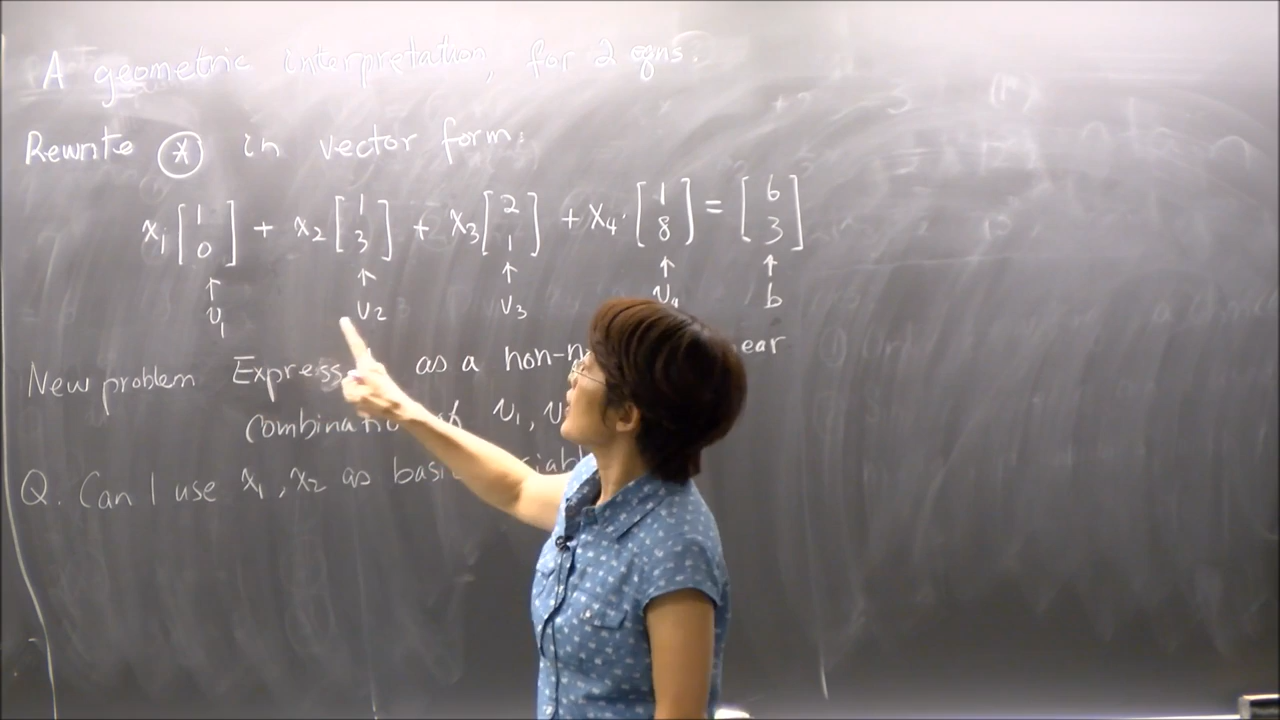 A geometric interpretation, for 2 eqns.
Rewrite (*) in vector form:
x₁ [1 0] + x₂ [1 3] + x₃ [2 1] + x₄ · [1 8] = [6 3]
↑ ↑ ↑ ↑ ↑
v₁ v₂ v₃ v₄ b
New problem Express as a non-n ear
combinatio f v₁, v
Q. Can I use x₁, x₂ as basi riabl